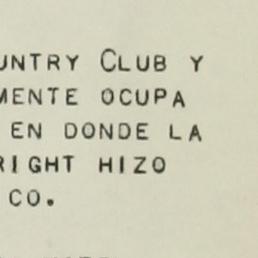 UNTRY CLUB Y
MENTE OCUPA
EN DONDE LA
RIGHT HIZO
CO.